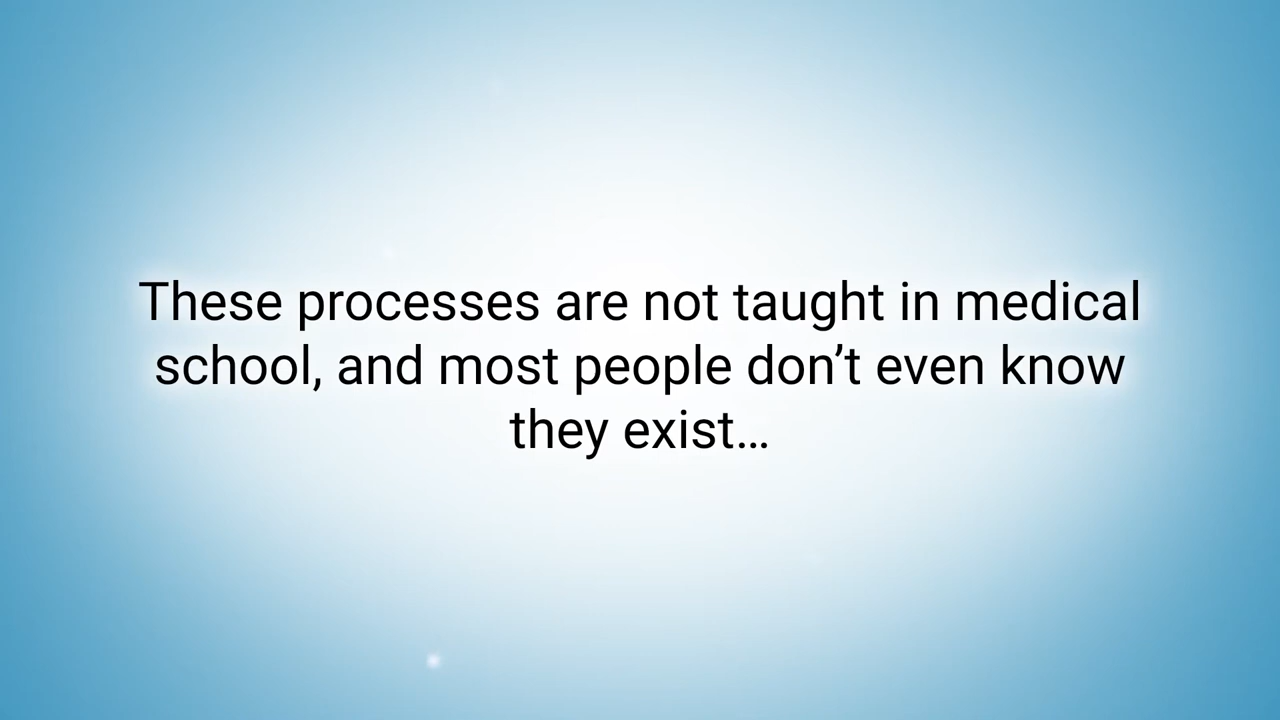 These processes are not taught in medical
school, and most people don’t even know
they exist…